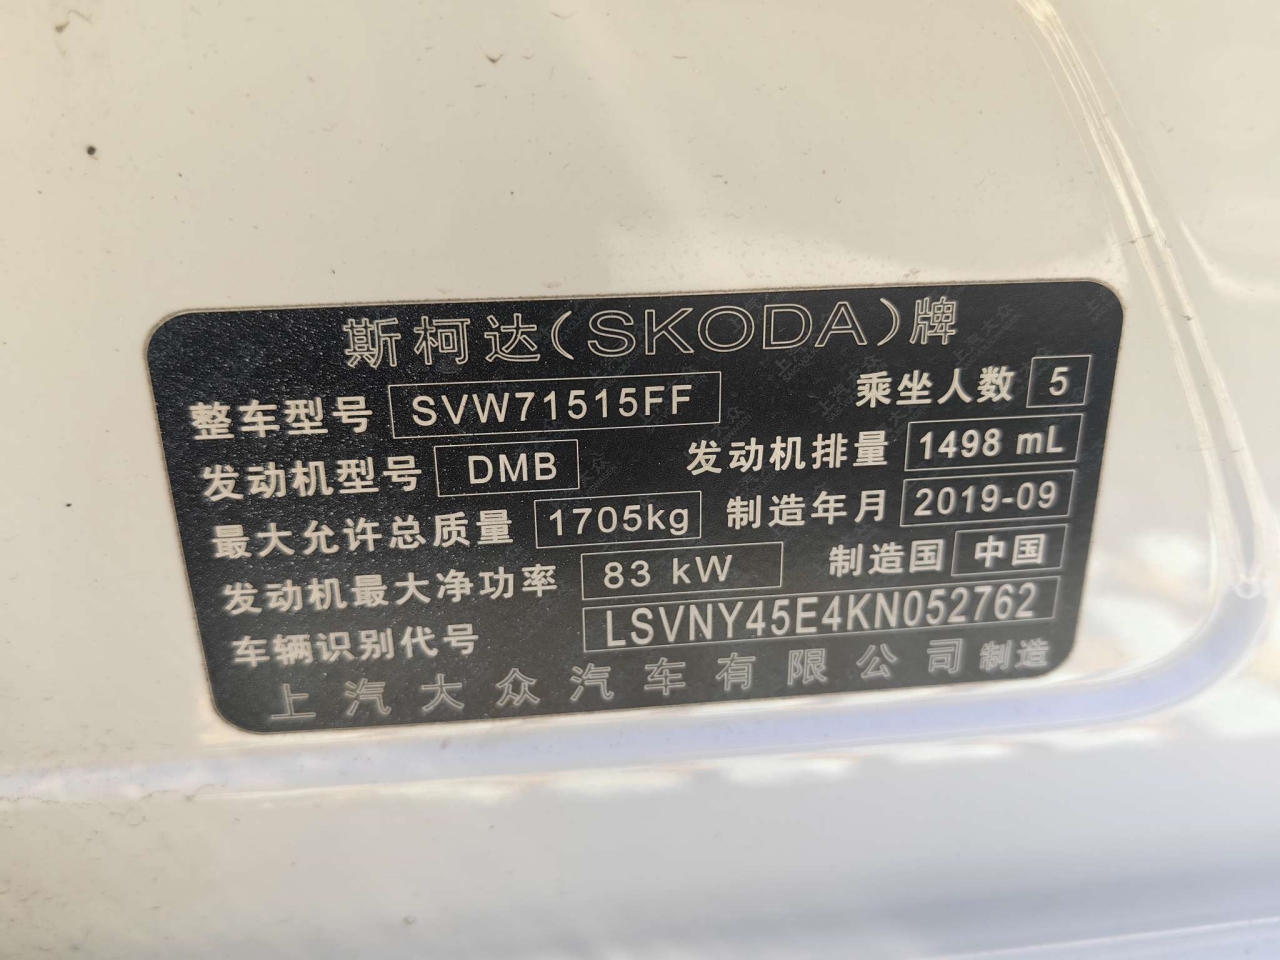 斯柯达(SKODA)牌
整车型号 SVW71515FF 乘坐人数 5
发动机型号 DMB 发动机排量 1498 mL
最大允许总质量 1705kg 制造年月 2019-09
发动机最大净功率 83 kW 制造国 中国
车辆识别代号 LSVNY45E4KN052762
上汽大众汽车有限公司 制造